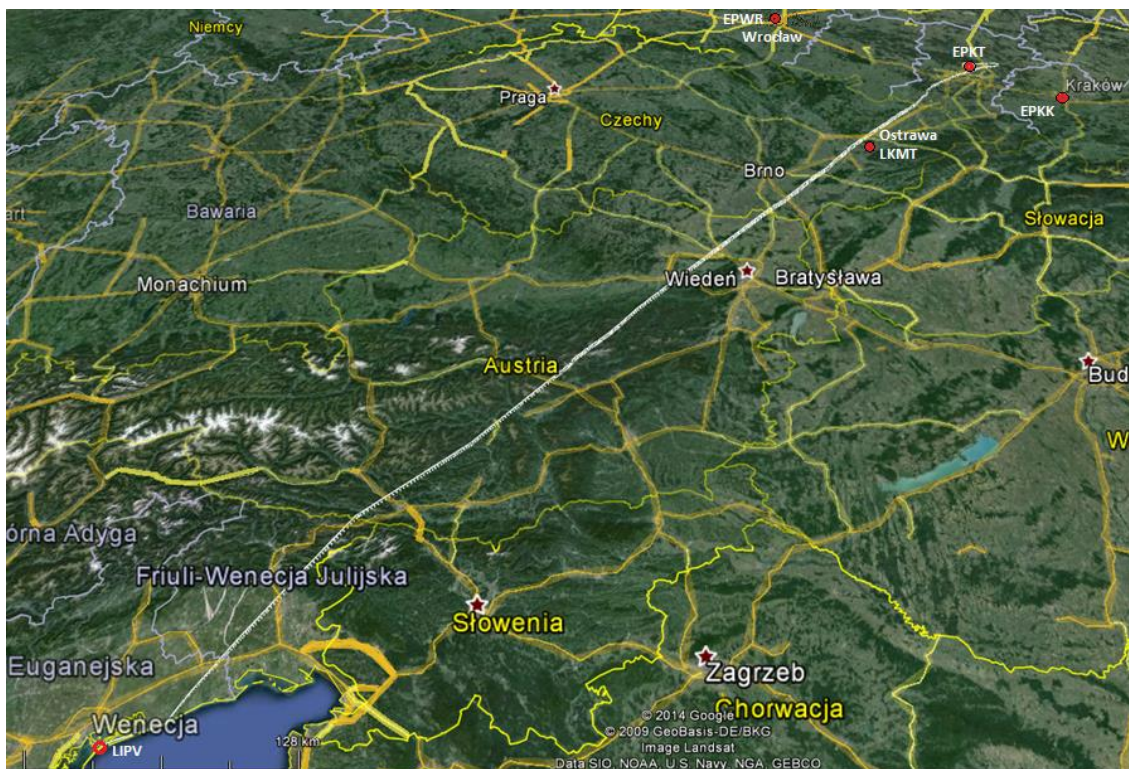 Niemcy
EPWR
Wrocław
EPKT
Praga
Kraków
EPKK
Czechy
Ostrawa
LKMT
Brno
art
Bawaria
Słowacja
Monachium
Wiedeń
Bratysława
Austria
Bud
W
órna Adyga
Friuli-Wenecja Julijska
Słowenia
Euganejska
Zagrzeb
Chorwacja
Wenecja
LIPV
128 km
© 2014 Google
© 2009 GeoBasis-DE/BKG
Image Landsat
Data SIO, NOAA, U.S. Navy, NGA, GEBCO